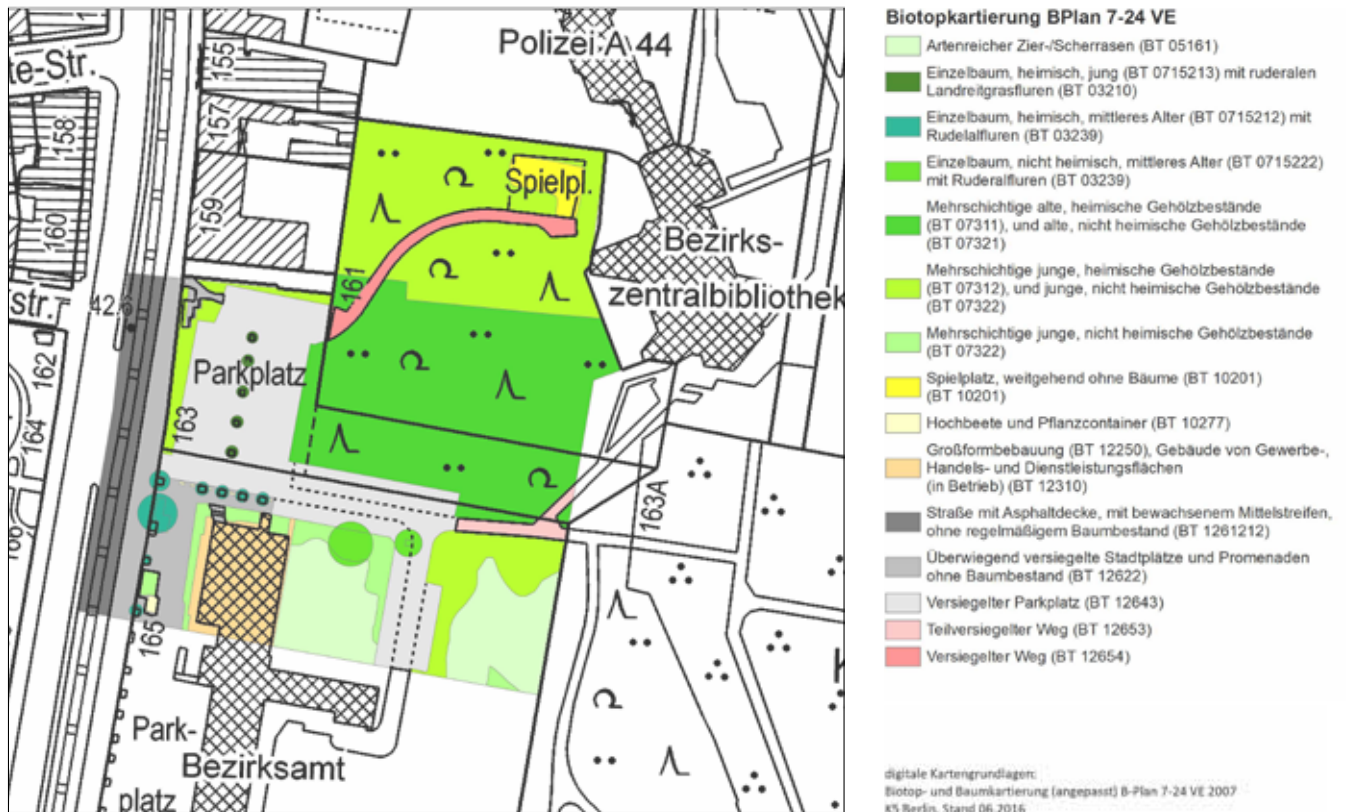 Polizei A 44
te-Str.
155
157
158
159
160
Spielpl.
Bezirks-
zentralbibliothek
161
str.
42.6
162
Parkplatz
163
164
163A
165
Park-
platz
Bezirksamt
Biotopkartierung BPlan 7-24 VE
Artenreicher Zier-/Scherrasen (BT 05161)
Einzelbaum, heimisch, jung (BT 0715213) mit ruderalen
Landreitgrasfluren (BT 03210)
Einzelbaum, heimisch, mittleres Alter (BT 0715212) mit
Rudelalfluren (BT 03239)
Einzelbaum, nicht heimisch, mittleres Alter (BT 0715222)
mit Ruderalfluren (BT 03239)
Mehrschichtige alte, heimische Gehölzbestände
(BT 07311), und alte, nicht heimische Gehölzbestände
(BT 07321)
Mehrschichtige junge, heimische Gehölzbestände
(BT 07312), und junge, nicht heimische Gehölzbestände
(BT 07322)
Mehrschichtige junge, nicht heimische Gehölzbestände
(BT 07322)
Spielplatz, weitgehend ohne Bäume (BT 10201)
(BT 10201)
Hochbeete und Pflanzcontainer (BT 10277)
Großformbebauung (BT 12250), Gebäude von Gewerbe-,
Handels- und Dienstleistungsflächen
(in Betrieb) (BT 12310)
Straße mit Asphaltdecke, mit bewachsenem Mittelstreifen,
ohne regelmäßigem Baumbestand (BT 1261212)
Überwiegend versiegelte Stadtplätze und Promenaden
ohne Baumbestand (BT 12622)
Versiegelter Parkplatz (BT 12643)
Teilversiegelter Weg (BT 12653)
Versiegelter Weg (BT 12654)
digitale Kartengrundlagen:
Biotop- und Baumkartierung (angepasst) B-Plan 7-24 VE 2007
K5 Berlin, Stand 06.2016